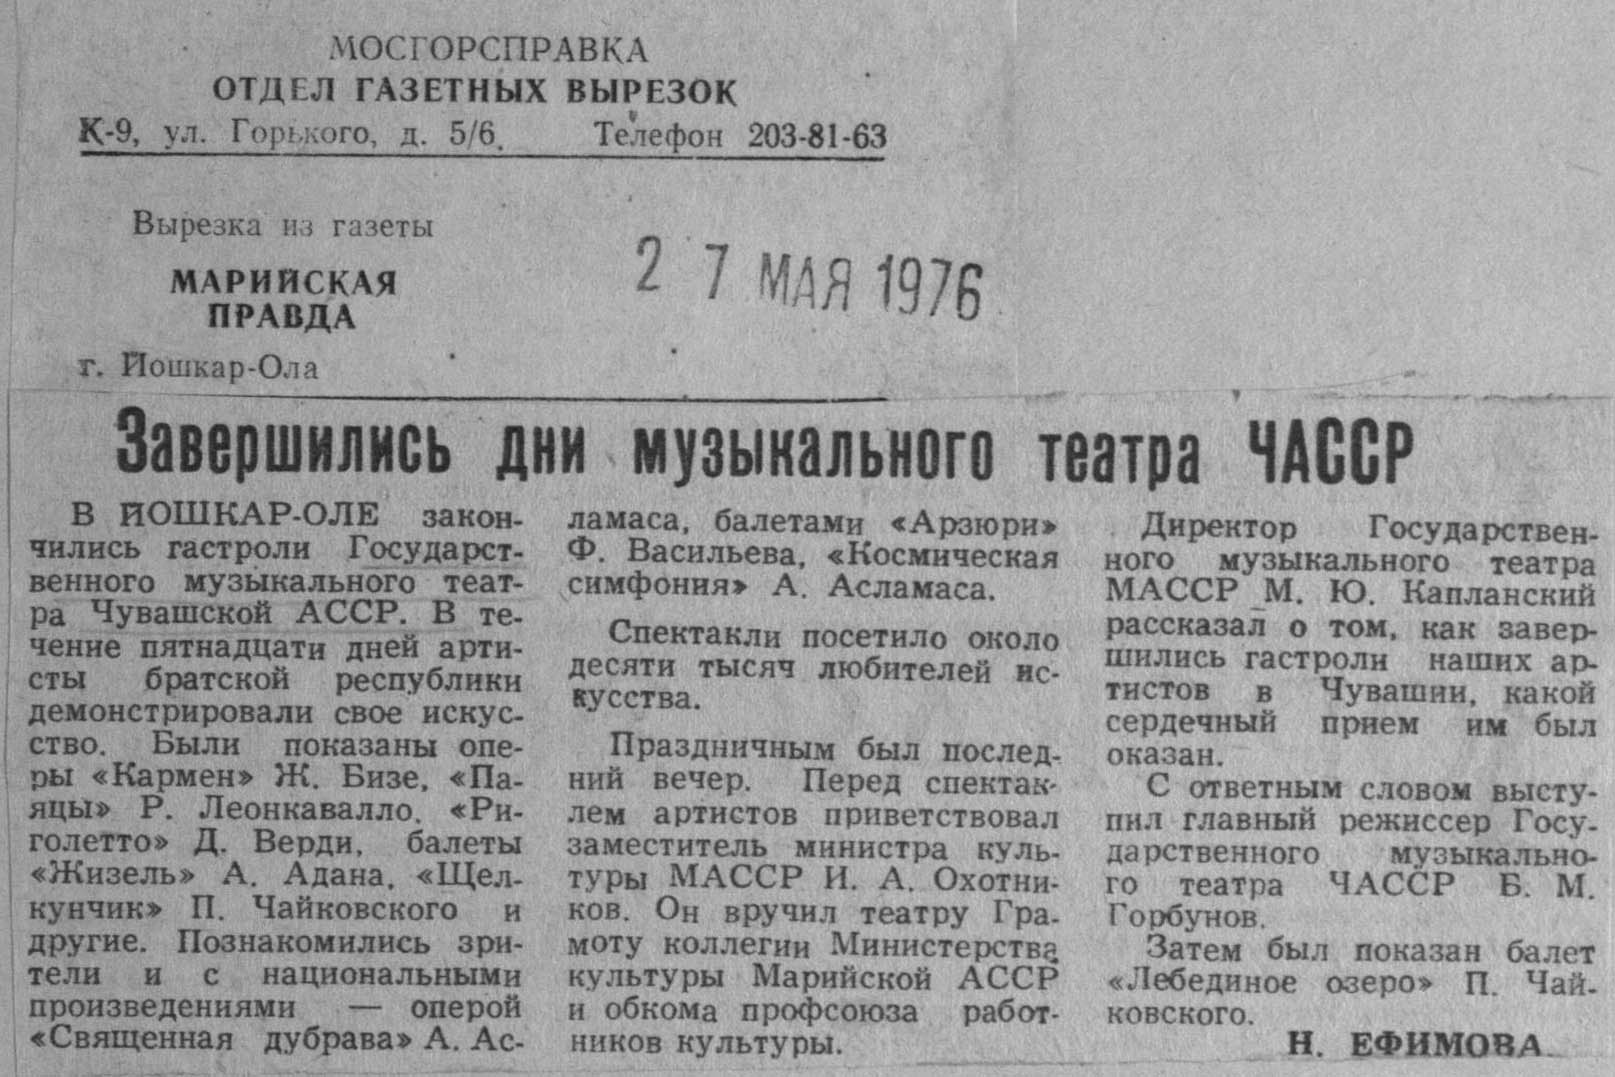 МОСГОРСПРАВКА
ОТДЕЛ ГАЗЕТНЫХ ВЫРЕЗОК
К-9, ул. Горького, д. 5/6. Телефон 203-81-63
Вырезка из газеты
МАРИЙСКАЯ
ПРАВДА
г. Йошкар-Ола
27 МАЯ 1976
Завершились дни музыкального театра ЧАССР
В ЙОШКАР-ОЛЕ закон-
чились гастроли Государст-
венного музыкального теат-
ра Чувашской АССР. В те-
чение пятнадцати дней арти-
сты братской республики
демонстрировали свое искус-
ство. Были показаны опе-
ры «Кармен» Ж. Бизе, «Па-
яцы» Р. Леонкавалло, «Ри-
голетто» Д. Верди, балеты
«Жизель» А. Адана, «Щел-
кунчик» П. Чайковского и
другие. Познакомились зри-
тели и с национальными
произведениями — оперой
«Священная дубрава» А. Ас-
ламаса, балетами «Арзюри»
Ф. Васильева, «Космическая
симфония» А. Асламаса.
Спектакли посетило около
десяти тысяч любителей ис-
кусства.
Праздничным был послед-
ний вечер. Перед спектак-
лем артистов приветствовал
заместитель министра куль-
туры МАССР И. А. Охотни-
ков. Он вручил театру Гра-
моту коллегии Министерства
культуры Марийской АССР
и обкома профсоюза работ-
ников культуры.
Директор Государствен-
ного музыкального театра
МАССР М. Ю. Капланский
рассказал о том, как завер-
шились гастроли наших ар-
тистов в Чувашии, какой
сердечный прием им был
оказан.
С ответным словом высту-
пил главный режиссер Госу-
дарственного музыкально-
го театра ЧАССР Б. М.
Горбунов.
Затем был показан балет
«Лебединое озеро» П. Чай-
ковского.
Н. ЕФИМОВА.